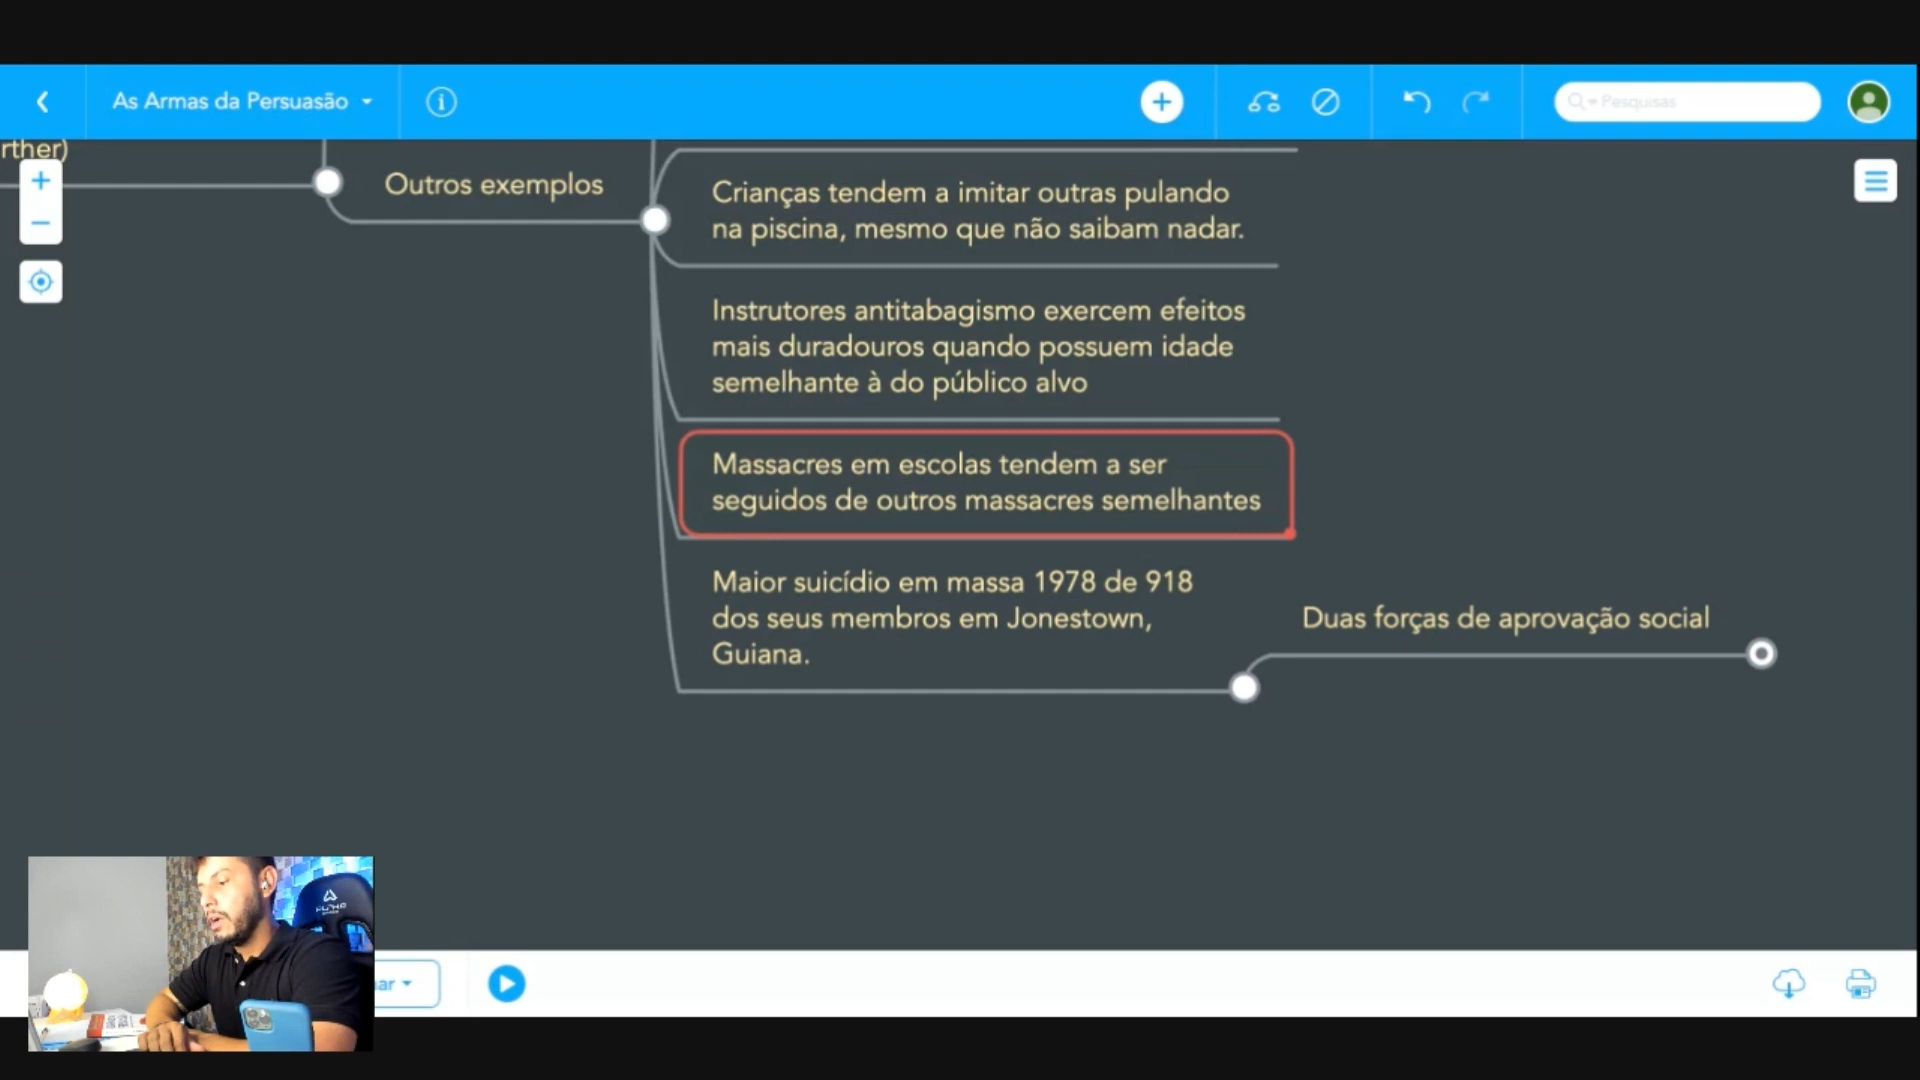 As Armas da Persuasão
Pesquisas
rther)
Outros exemplos
Crianças tendem a imitar outras pulando
na piscina, mesmo que não saibam nadar.
Instrutores antitabagismo exercem efeitos
mais duradouros quando possuem idade
semelhante à do público alvo
Massacres em escolas tendem a ser
seguidos de outros massacres semelhantes
Maior suicídio em massa 1978 de 918
dos seus membros em Jonestown,
Guiana.
Duas forças de aprovação social
ar